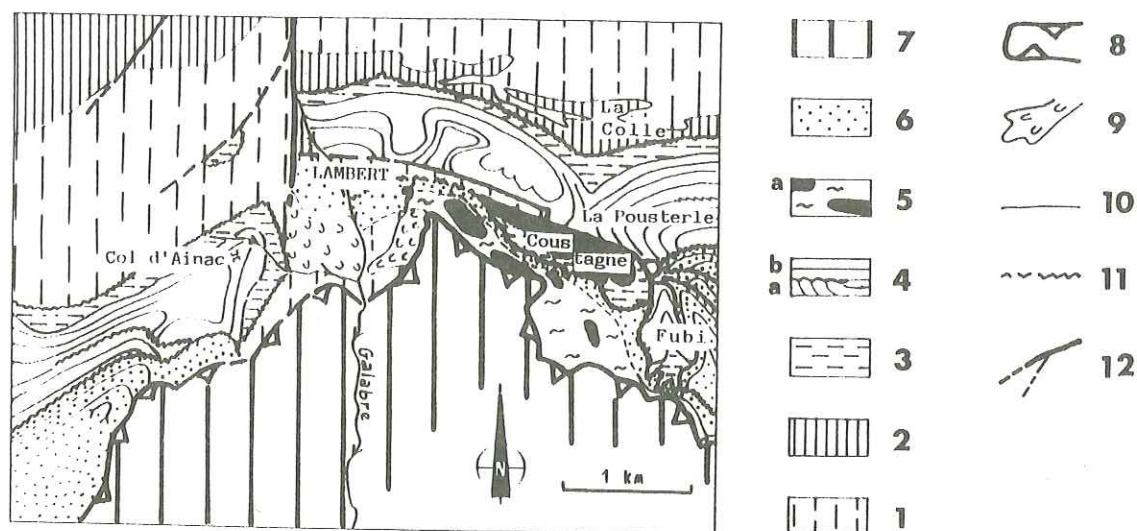 La
Colle
LAMBERT
La Pousterle
Cous
tagne
Col d'Ainac
Fubi
Galabre
N
1 km
7
6
a
5
b
a
4
3
2
1
8
9
10
11
12